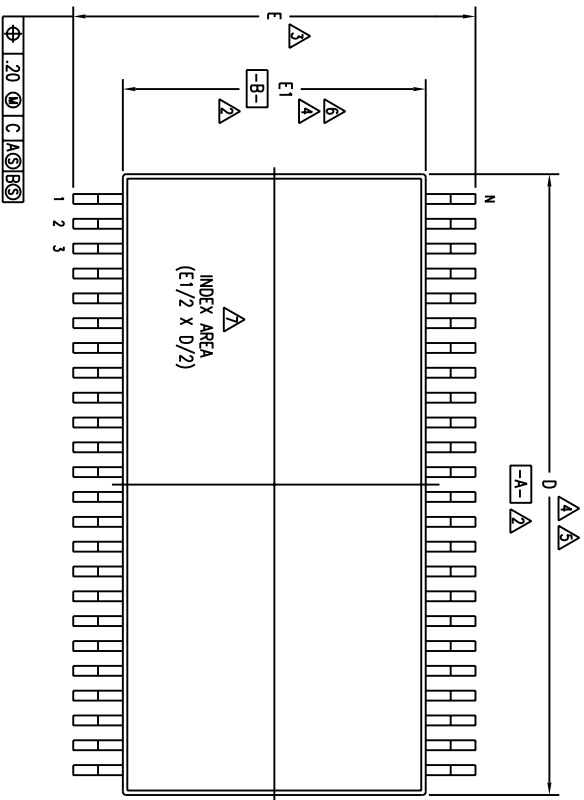 E
3
E1
-B-
4 6
2
.20 Ⓜ C AⓈ BⓈ
1
2
3
N
7
INDEX AREA
(E1/2 X D/2)
D
4 5
-A-
2